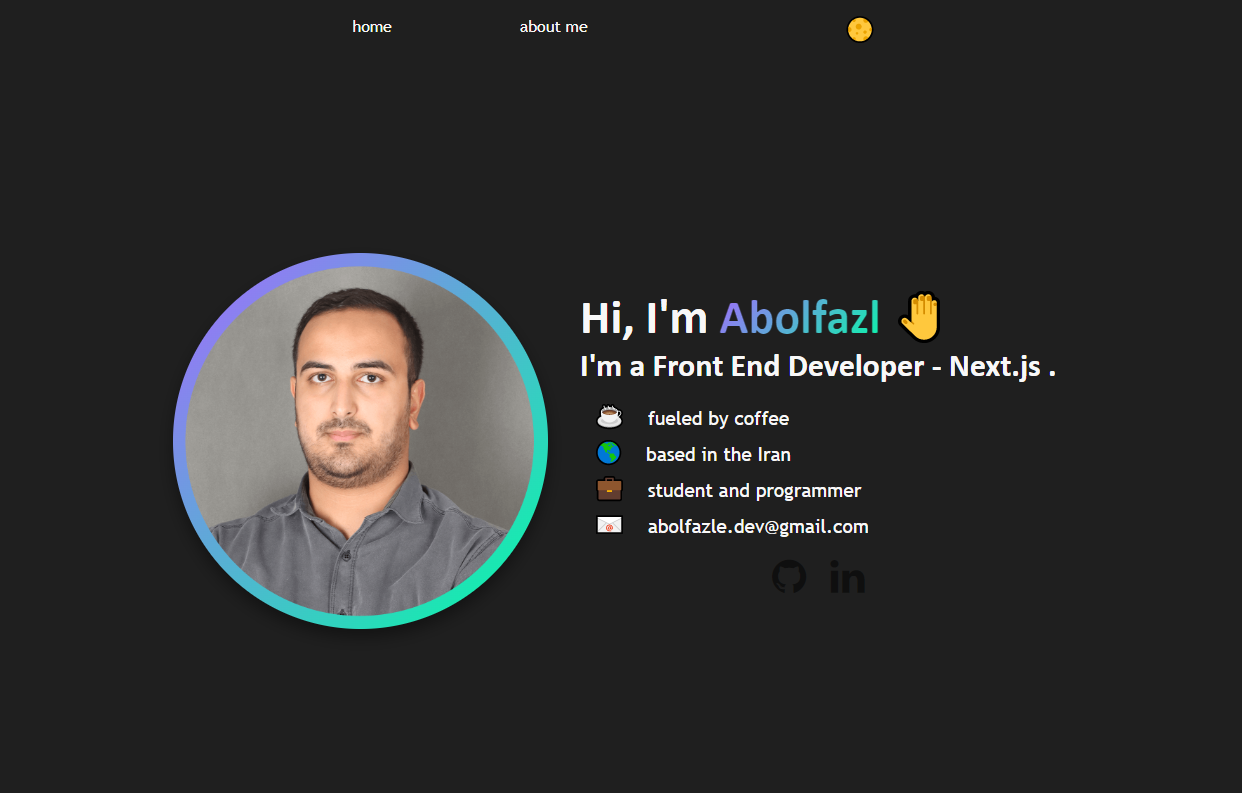 home about me
Hi, I'm Abolfazl
I'm a Front End Developer - Next.js .
fueled by coffee
based in the Iran
student and programmer
abolfazle.dev@gmail.com
in